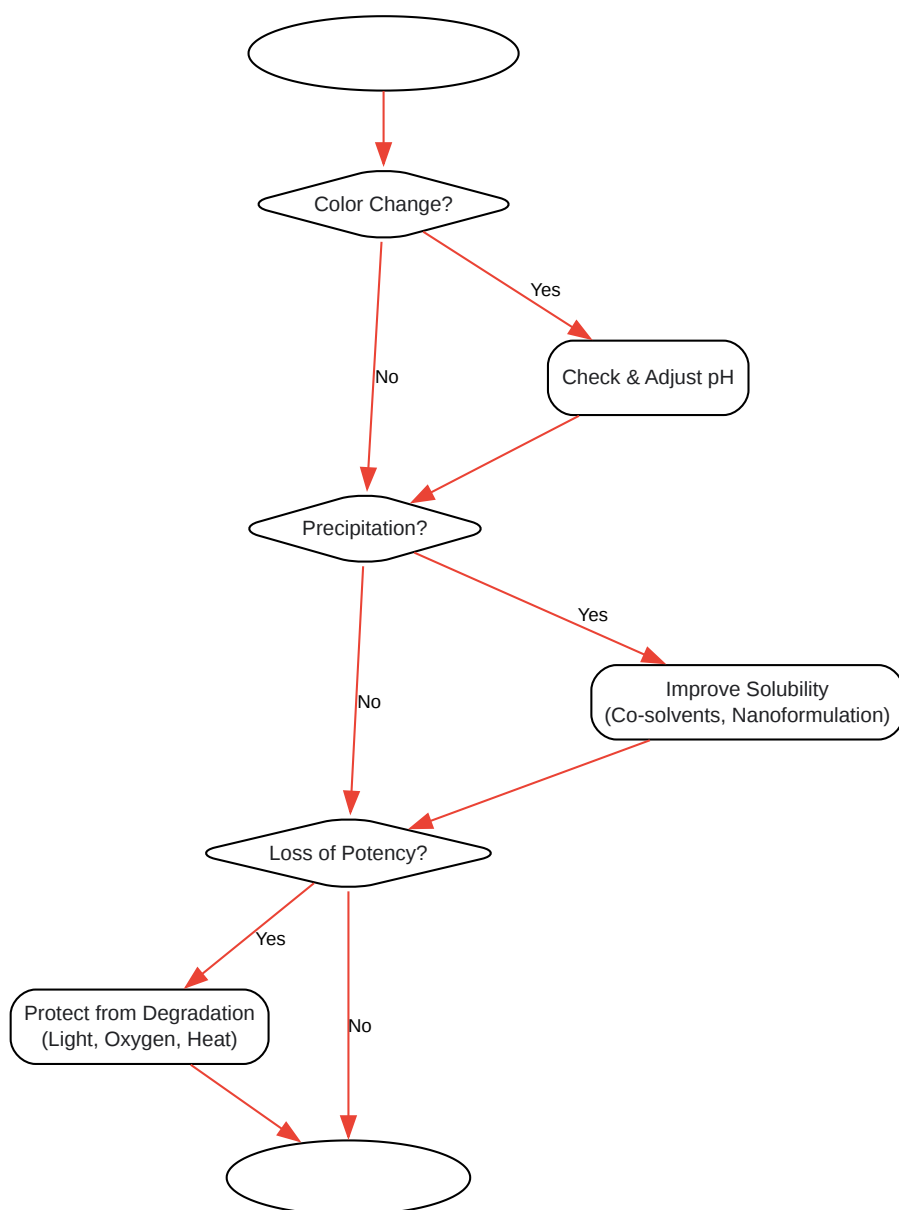 Color Change?
Yes
No
Check & Adjust pH
Precipitation?
Yes
No
Improve Solubility
(Co-solvents, Nanoformulation)
Loss of Potency?
Yes
No
Protect from Degradation
(Light, Oxygen, Heat)